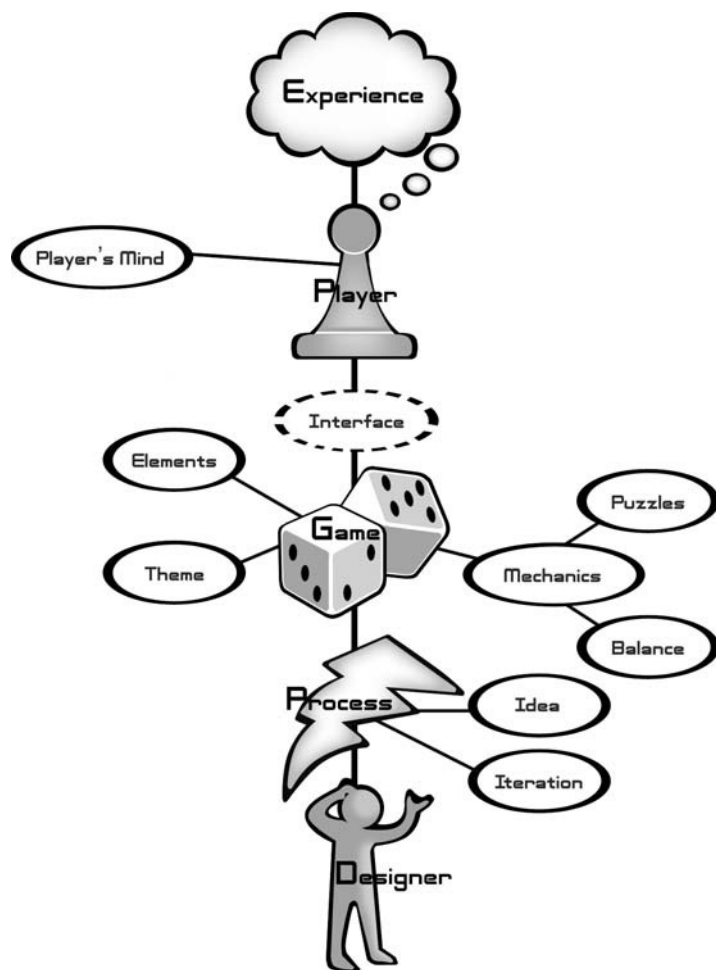 Experience
Player's Mind
Player
Interface
Elements
Puzzles
Game
Theme
Mechanics
Balance
Process
Idea
Iteration
Designer